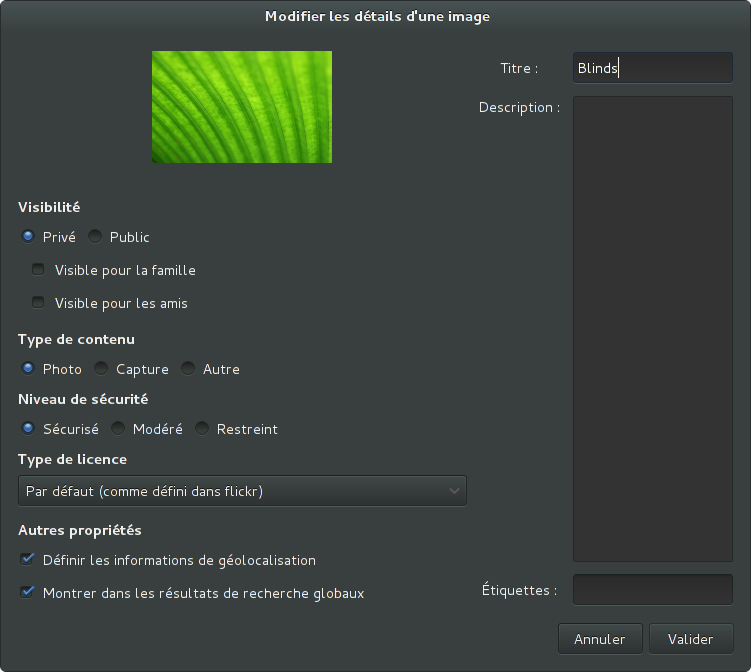 Modifier les détails d'une image
Titre :
Blinds
Description :
Visibilité
Privé
Public
Visible pour la famille
Visible pour les amis
Type de contenu
Photo
Capture
Autre
Niveau de sécurité
Sécurisé
Modéré
Restreint
Type de licence
Par défaut (comme défini dans flickr)
Autres propriétés
Définir les informations de géolocalisation
Montrer dans les résultats de recherche globaux
Étiquettes :
Annuler
Valider